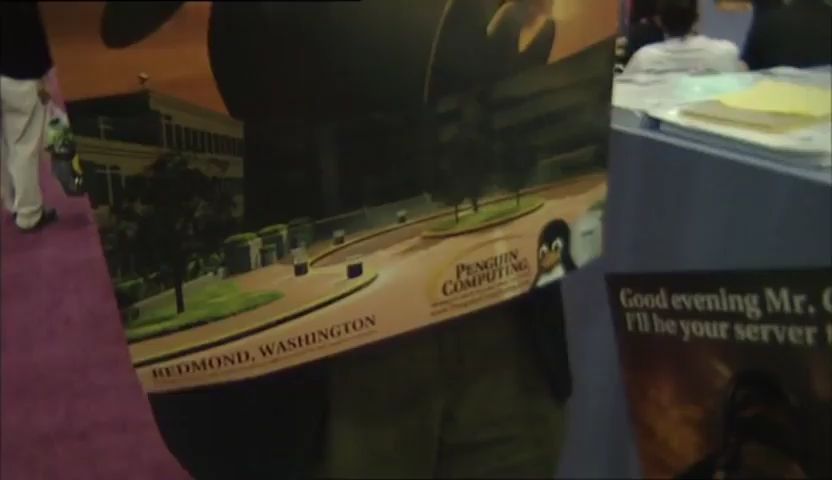 PENGUIN
COMPUTING
REDMOND, WASHINGTON
Good evening Mr.
I'll be your server